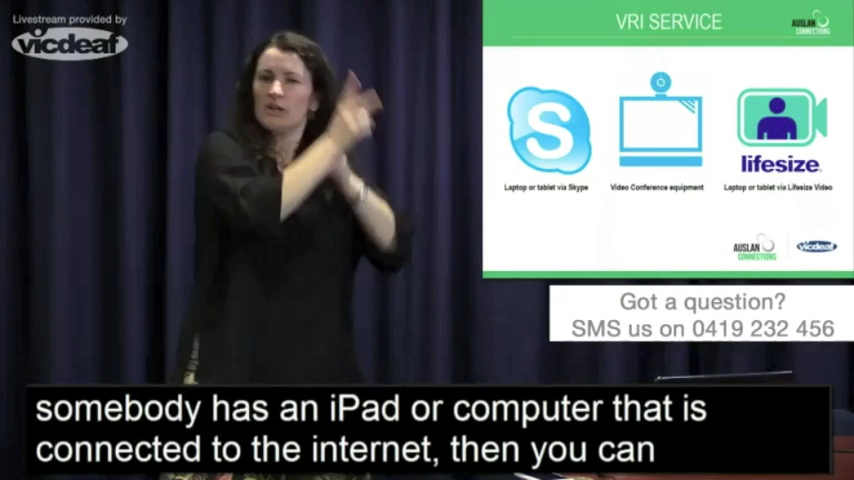 Livestream provided by
vicdeaf
VRI SERVICE
AUSLAN
CONNECTIONS
S
lifesize.
Laptop or tablet via Skype
Video Conference equipment
Laptop or tablet via Lifesize Video
AUSLAN
CONNECTIONS
vicdeaf
Got a question?
SMS us on 0419 232 456
somebody has an iPad or computer that is
connected to the internet, then you can